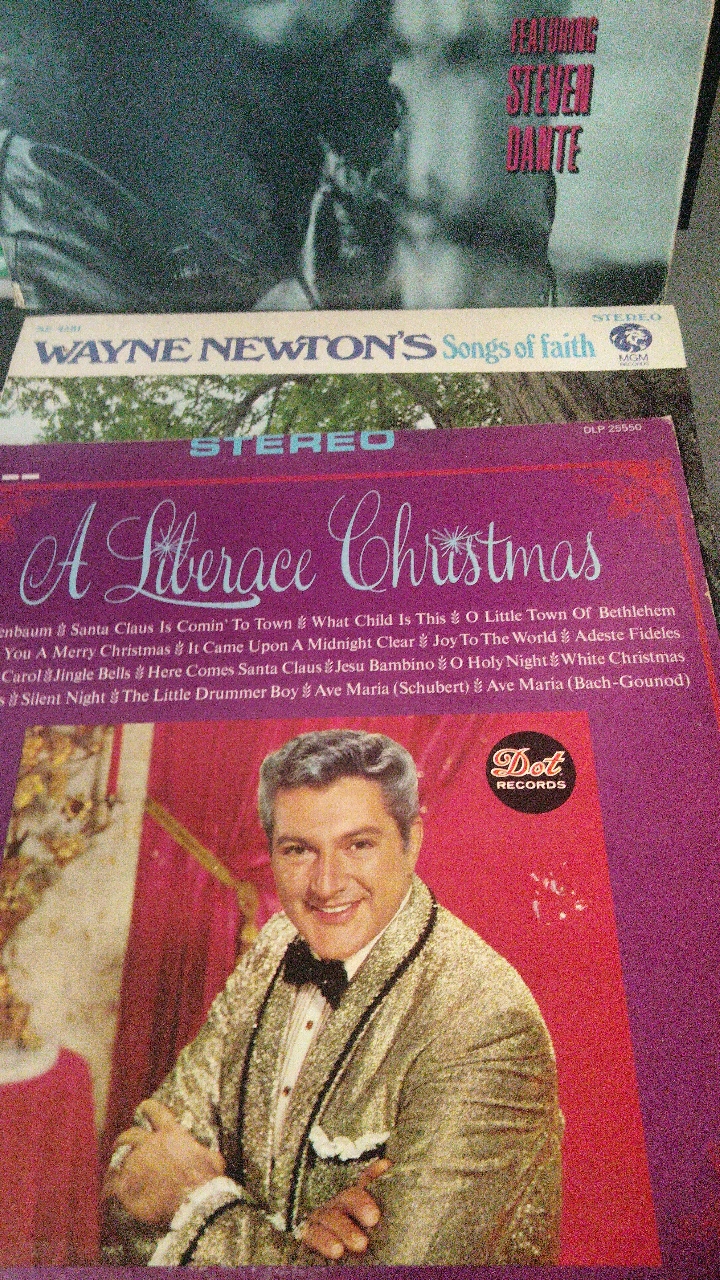 FEATURING
STEVEN
DANTE
STEREO
WAYNE NEWTON'S Songs of faith
MGM
RECORDS
STEREO
DLP 25550
A Liberace Christmas
enbaum Santa Claus Is Comin' To Town What Child Is This O Little Town Of Bethlehem
You A Merry Christmas It Came Upon A Midnight Clear Joy To The World Adeste Fideles
Carol Jingle Bells Here Comes Santa Claus Jesu Bambino O Holy Night White Christmas
s Silent Night The Little Drummer Boy Ave Maria (Schubert) Ave Maria (Bach-Gounod)
Dot
RECORDS